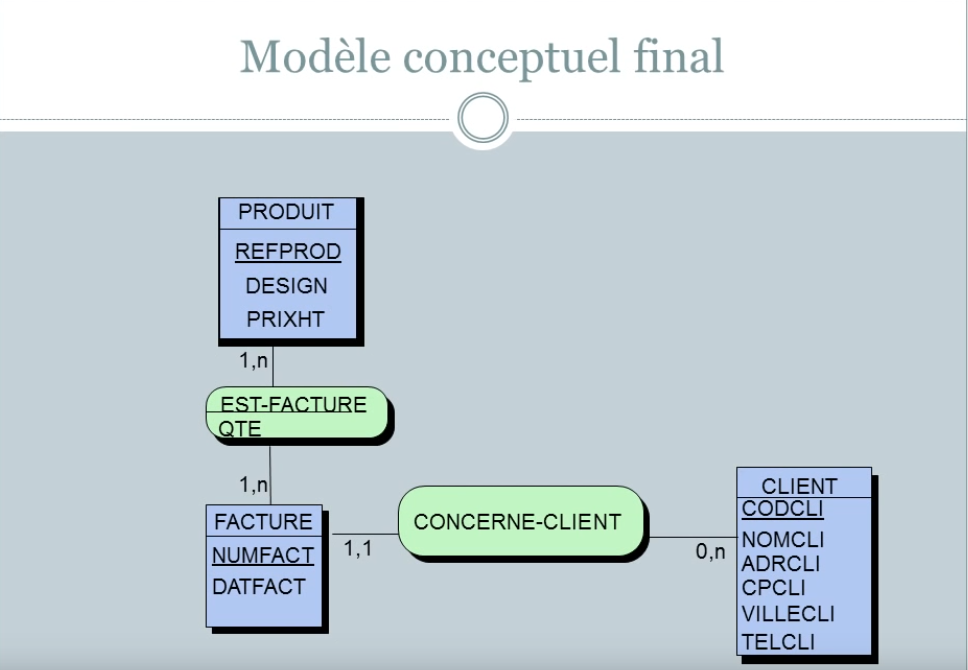 Modèle conceptuel final
PRODUIT
REFPROD
DESIGN
PRIXHT
1,n
EST-FACTURE
QTE
1,n
FACTURE
NUMFACT
DATFACT
1,1
CONCERNE-CLIENT
0,n
CLIENT
CODCLI
NOMCLI
ADRCLI
CPCLI
VILLECLI
TELCLI